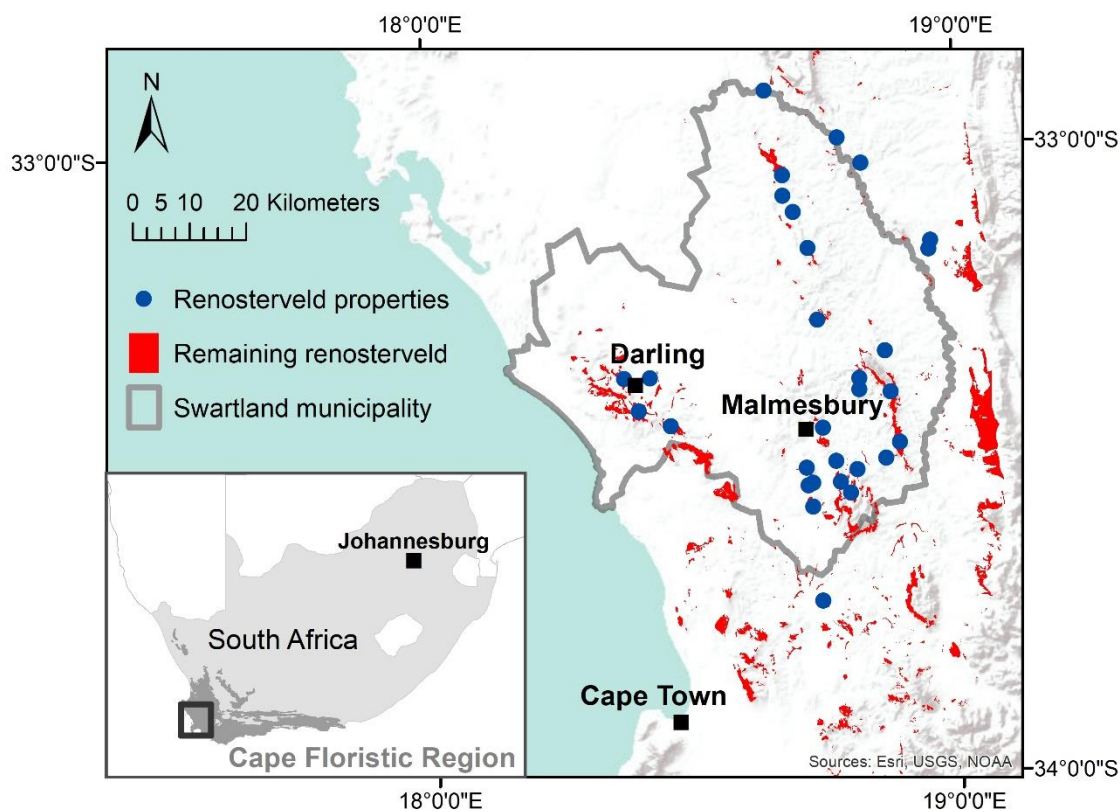 18°0'0"E
19°0'0"E
N
33°0'0"S
33°0'0"S
0 5 10 20 Kilometers
Renosterveld properties
Remaining renosterveld
Swartland municipality
Darling
Malmesbury
Johannesburg
South Africa
Cape Town
Cape Floristic Region
Sources: Esri, USGS, NOAA
34°0'0"S
18°0'0"E
19°0'0"E